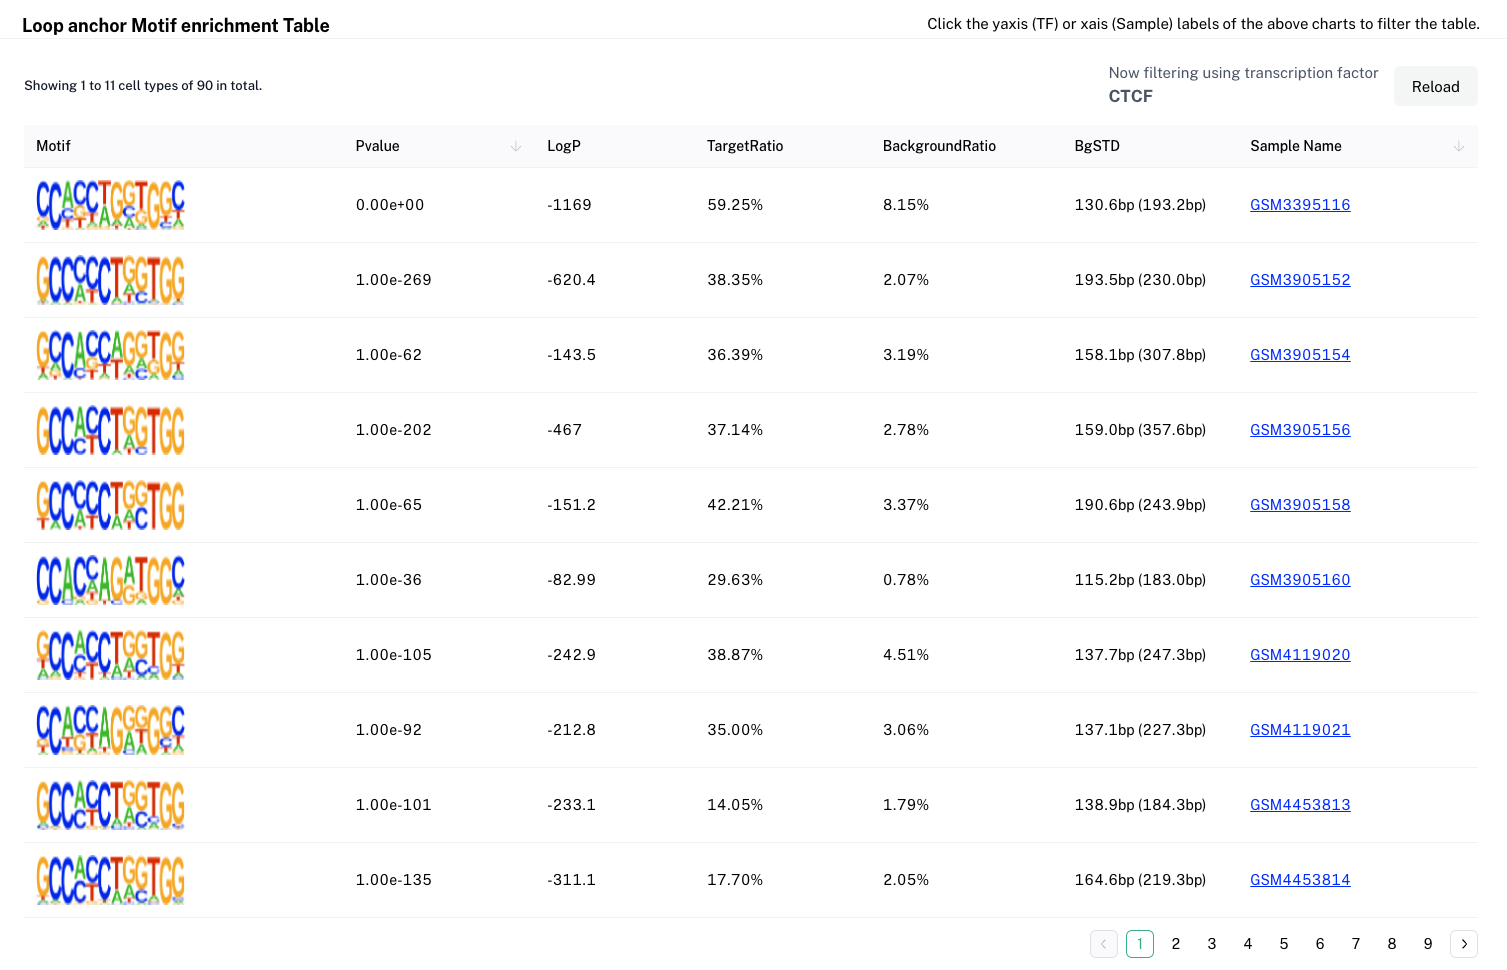 Loop anchor Motif enrichment Table
Click the yaxis (TF) or xais (Sample) labels of the above charts to filter the table.
Showing 1 to 11 cell types of 90 in total.
Now filtering using transcription factor
CTCF
Reload
Motif Pvalue LogP TargetRatio BackgroundRatio BgSTD Sample Name
CCACCTGGTGGC 0.00e+00 -1169 59.25% 8.15% 130.6bp (193.2bp) GSM3395116
GCCCCCTGGTGG 1.00e-269 -620.4 38.35% 2.07% 193.5bp (230.0bp) GSM3905152
GCCACCAGGTGG 1.00e-62 -143.5 36.39% 3.19% 158.1bp (307.8bp) GSM3905154
GCCACCTGGTGG 1.00e-202 -467 37.14% 2.78% 159.0bp (357.6bp) GSM3905156
GCCCCCTGGTGG 1.00e-65 -151.2 42.21% 3.37% 190.6bp (243.9bp) GSM3905158
CCACCAGATGGC 1.00e-36 -82.99 29.63% 0.78% 115.2bp (183.0bp) GSM3905160
GCCACCTGGTGG 1.00e-105 -242.9 38.87% 4.51% 137.7bp (247.3bp) GSM4119020
CCACCAGGGGGC 1.00e-92 -212.8 35.00% 3.06% 137.1bp (227.3bp) GSM4119021
GCCACCTGGTGG 1.00e-101 -233.1 14.05% 1.79% 138.9bp (184.3bp) GSM4453813
GCCACCTGGTGG 1.00e-135 -311.1 17.70% 2.05% 164.6bp (219.3bp) GSM4453814
1 2 3 4 5 6 7 8 9